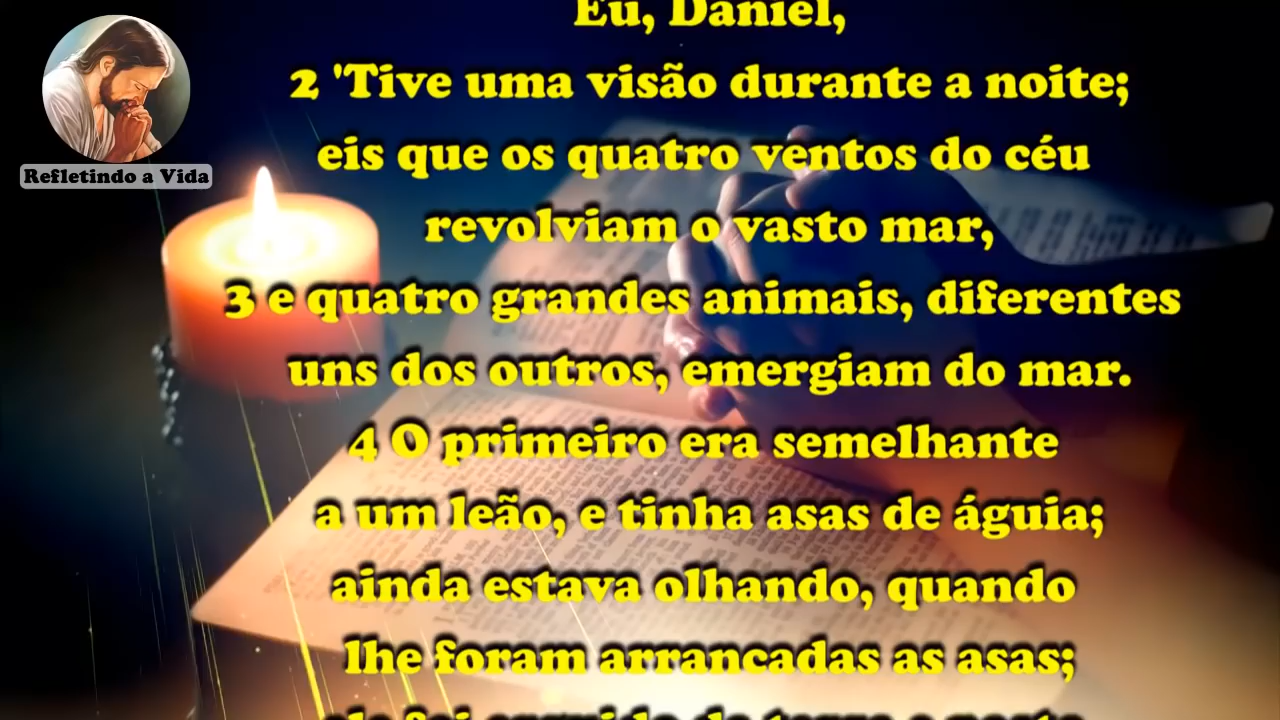 Refletindo a Vida
Eu, Daniel,
2 'Tive uma visão durante a noite;
eis que os quatro ventos do céu
revolviam o vasto mar,
3 e quatro grandes animais, diferentes
uns dos outros, emergiam do mar.
4 O primeiro era semelhante
a um leão, e tinha asas de águia;
ainda estava olhando, quando
lhe foram arrancadas as asas;